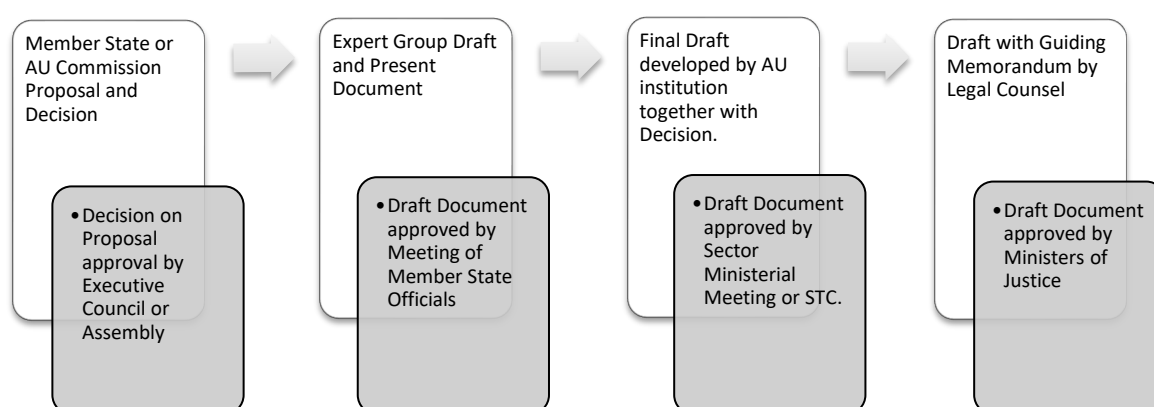 Member State or
AU Commission
Proposal and
Decision
•Decision on
Proposal
approval by
Executive
Council or
Assembly
Expert Group Draft
and Present
Document
•Draft Document
approved by
Meeting of
Member State
Officials
Final Draft
developed by AU
institution
together with
Decision.
•Draft Document
approved by
Sector
Ministerial
Meeting or STC.
Draft with Guiding
Memorandum by
Legal Counsel
•Draft Document
approved by
Ministers of
Justice